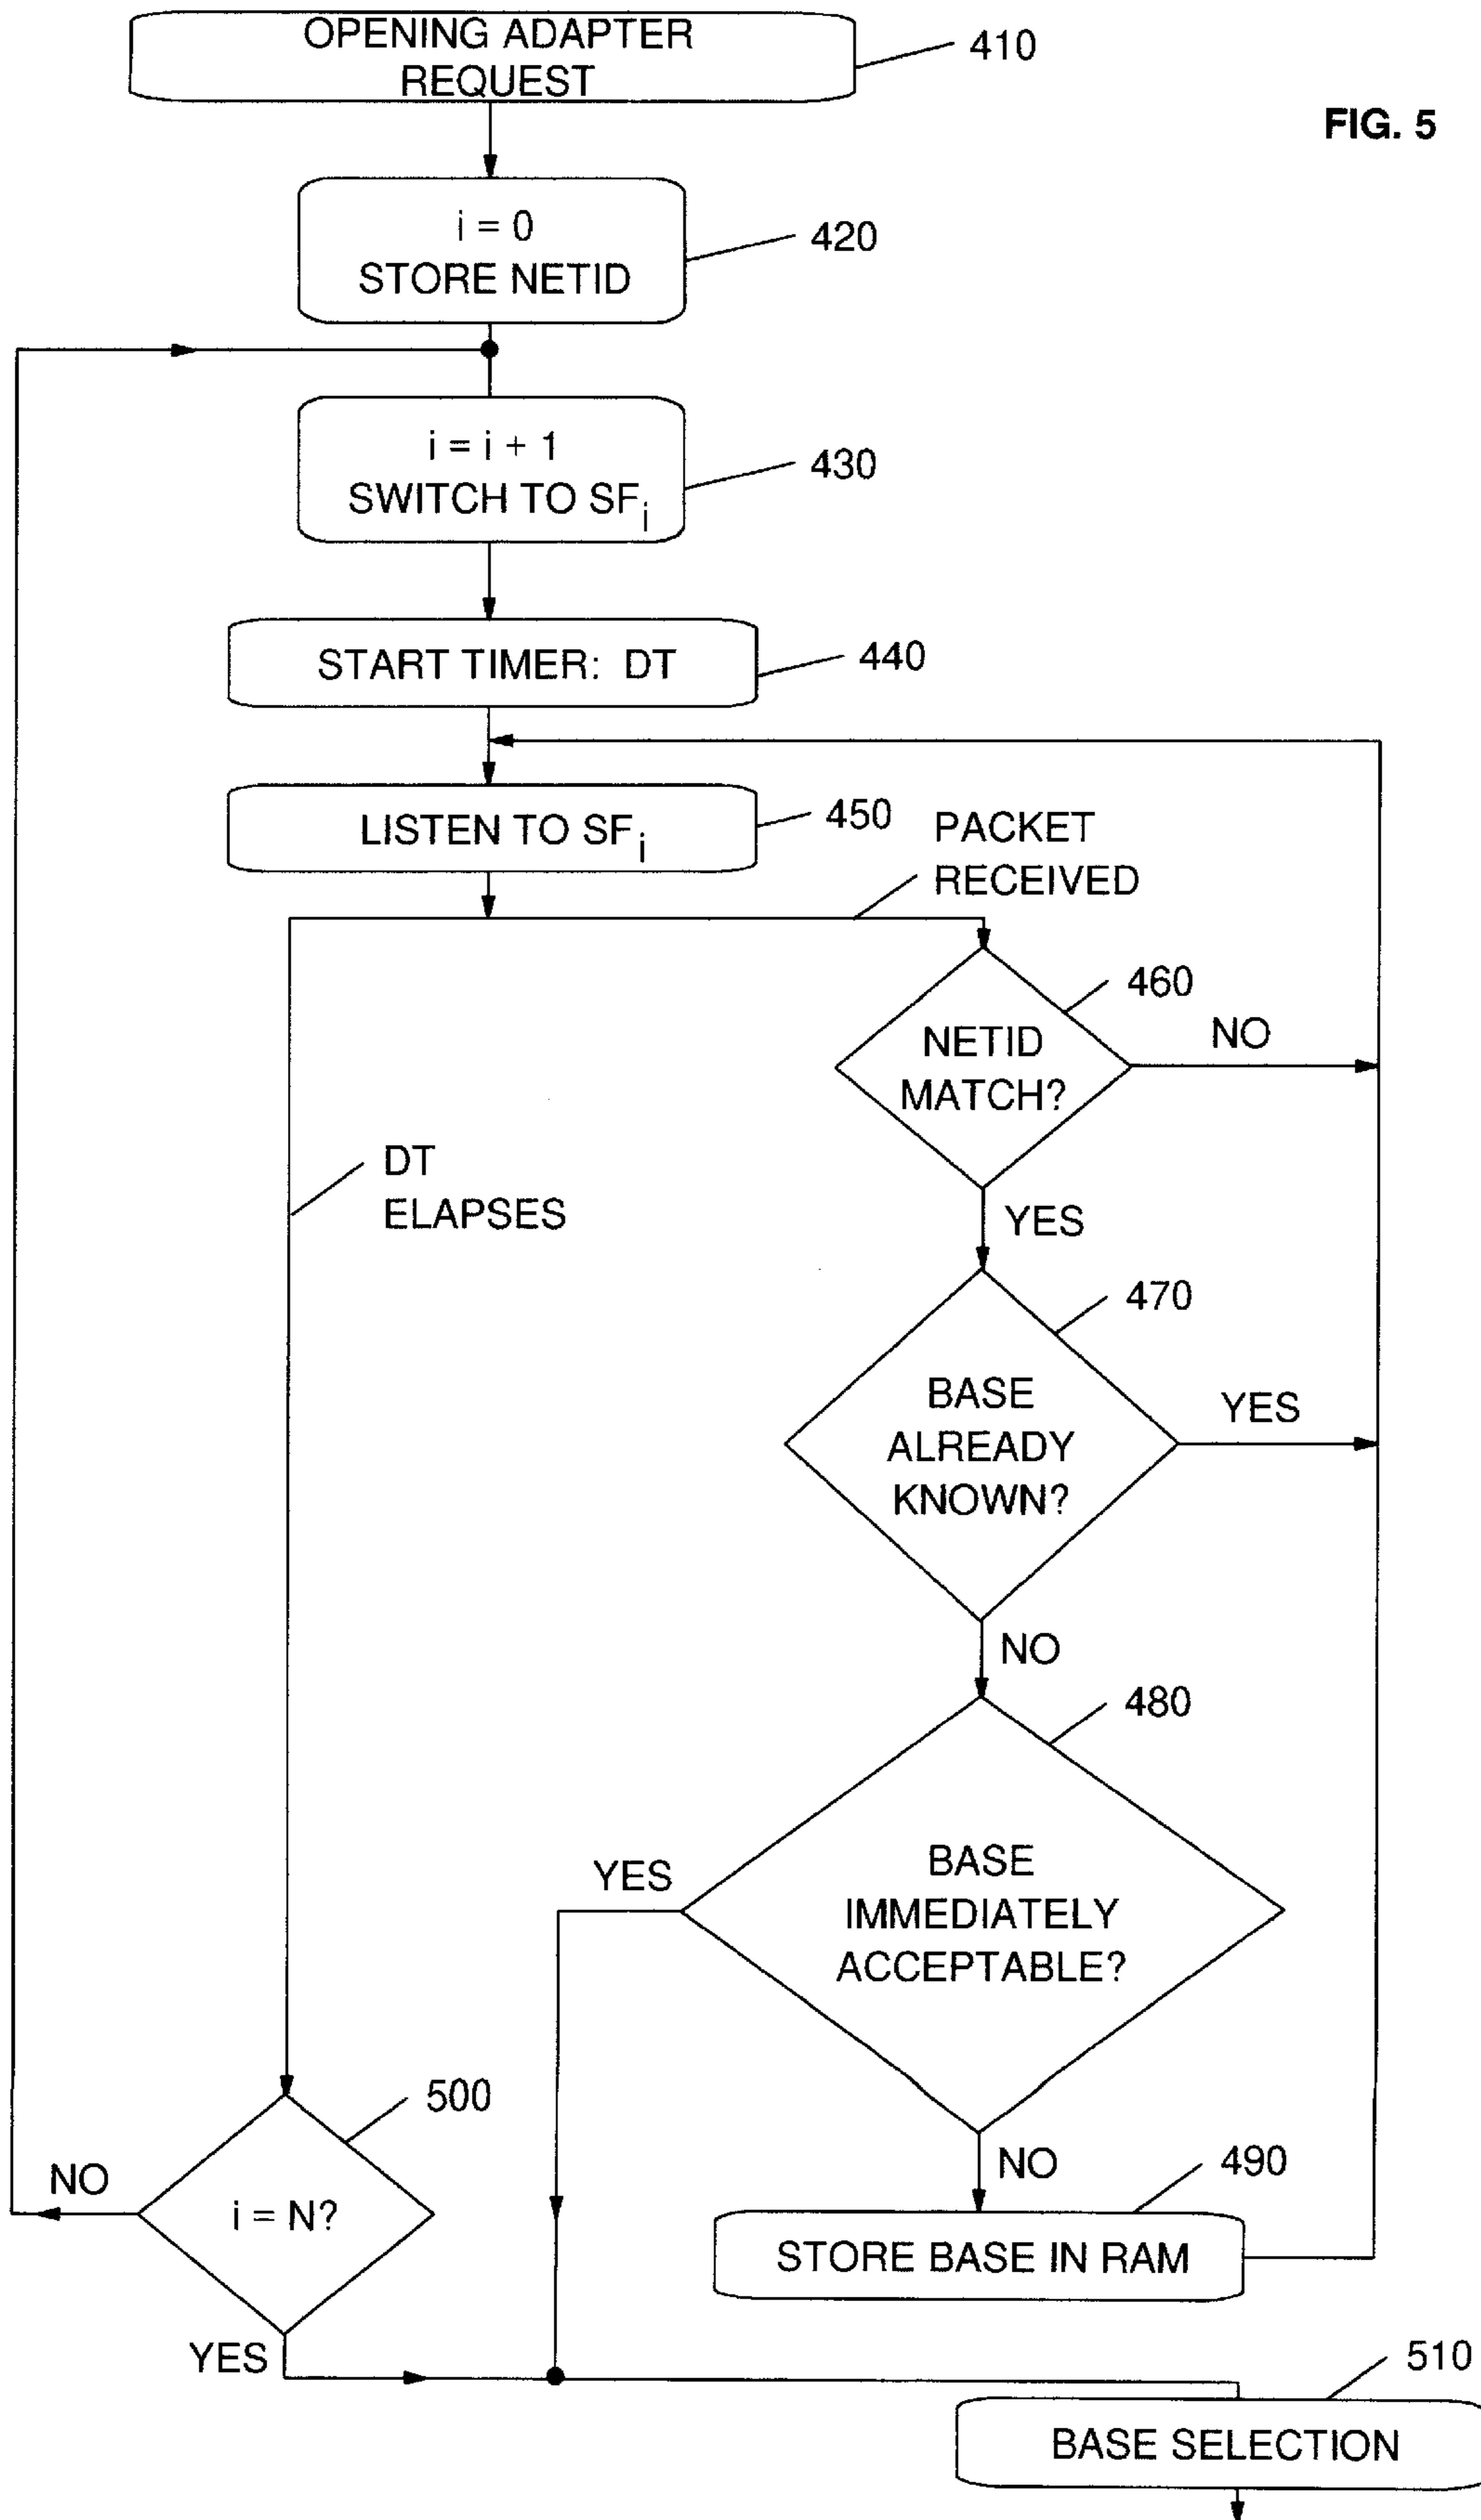 OPENING ADAPTER
REQUEST
410
FIG. 5
i = 0
STORE NETID
420
i = i + 1
SWITCH TO SFi
430
START TIMER: DT
440
LISTEN TO SFi
450
PACKET
RECEIVED
460
NETID
MATCH?
NO
DT
ELAPSES
YES
470
BASE
ALREADY
KNOWN?
YES
NO
480
BASE
IMMEDIATELY
ACCEPTABLE?
YES
500
NO
i = N?
NO
490
STORE BASE IN RAM
YES
510
BASE SELECTION